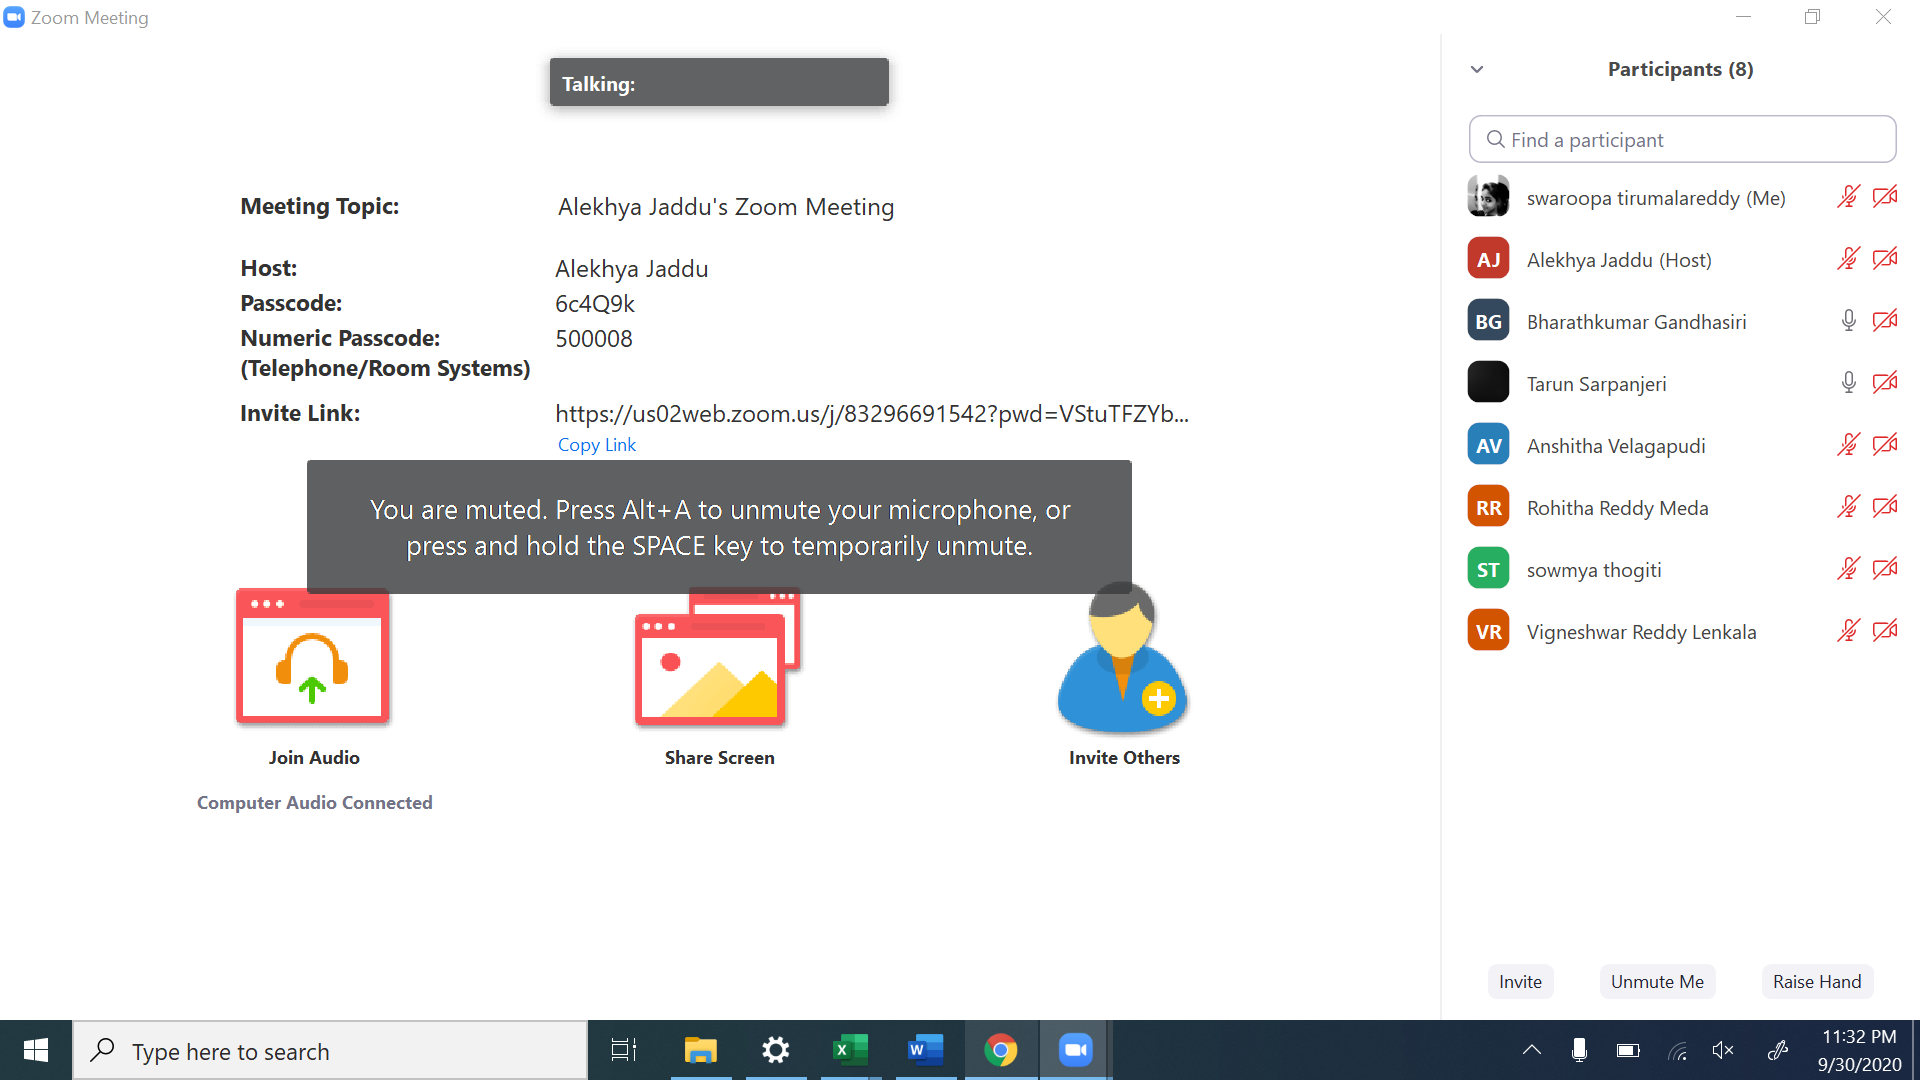 Zoom Meeting
Talking:
Meeting Topic: Alekhya Jaddu's Zoom Meeting
Host: Alekhya Jaddu
Passcode: 6c4Q9k
Numeric Passcode: 500008
(Telephone/Room Systems)
Invite Link: https://us02web.zoom.us/j/83296691542?pwd=VStuTFZYb...
Copy Link
You are muted. Press Alt+A to unmute your microphone, or
press and hold the SPACE key to temporarily unmute.
Join Audio
Share Screen
Invite Others
Computer Audio Connected
Participants (8)
Find a participant
swaroopa tirumalareddy (Me)
AJ Alekhya Jaddu (Host)
BG Bharathkumar Gandhasiri
Tarun Sarpanjeri
AV Anshitha Velagapudi
RR Rohitha Reddy Meda
ST sowmya thogiti
VR Vigneshwar Reddy Lenkala
Invite
Unmute Me
Raise Hand
Type here to search
X
W
11:32 PM
9/30/2020